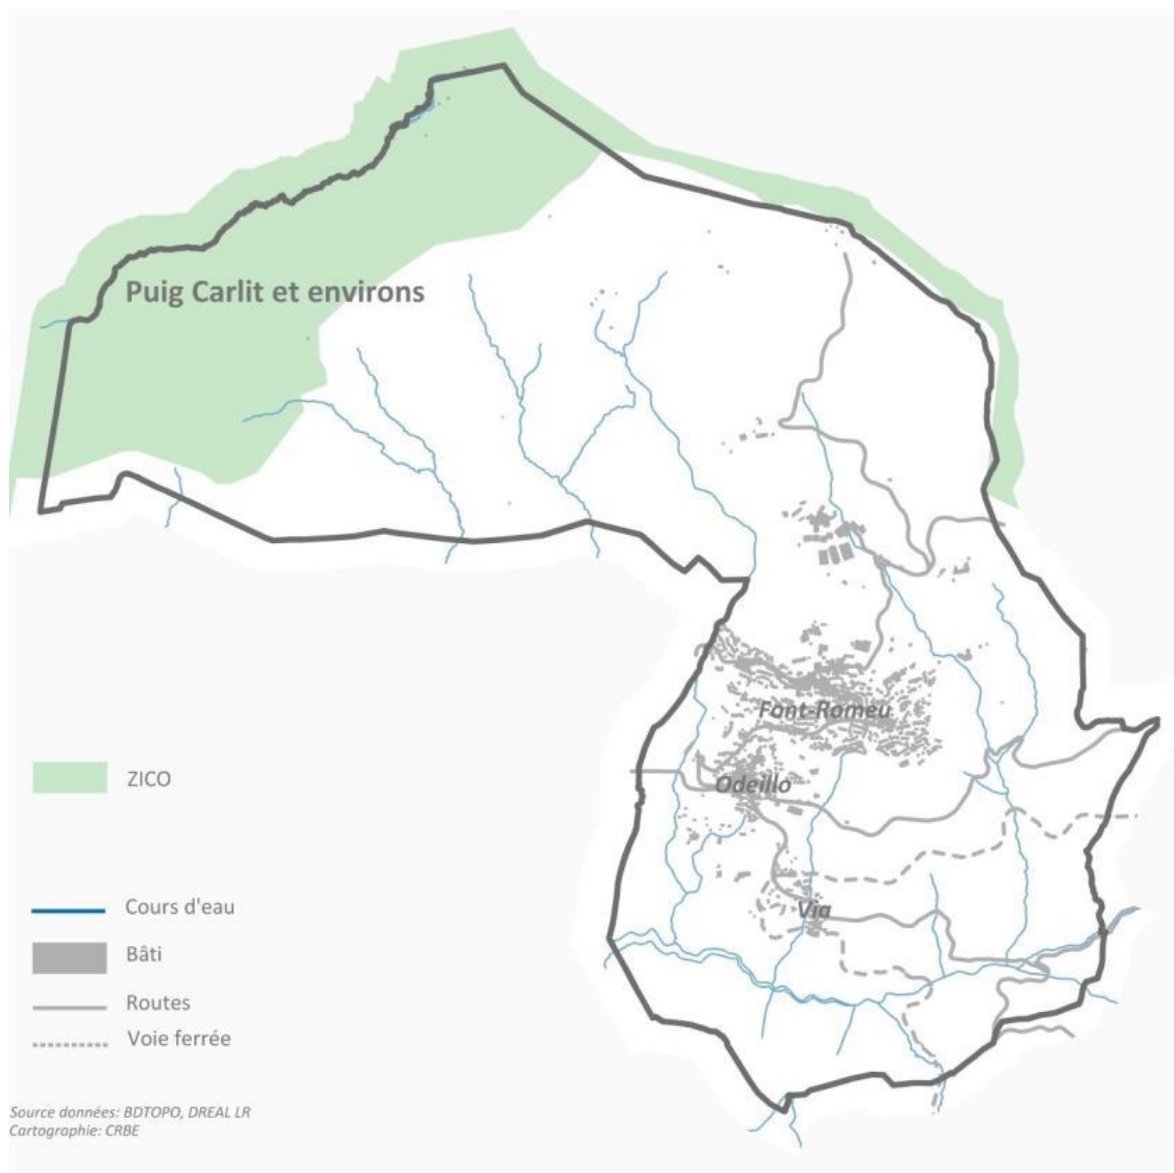 Puig Carlit et environs
Font-Romeu
Odeillo
Via
ZICO
Cours d'eau
Bâti
Routes
Voie ferrée
Source données: BDTOPO, DREAL LR
Cartographie: CRBE